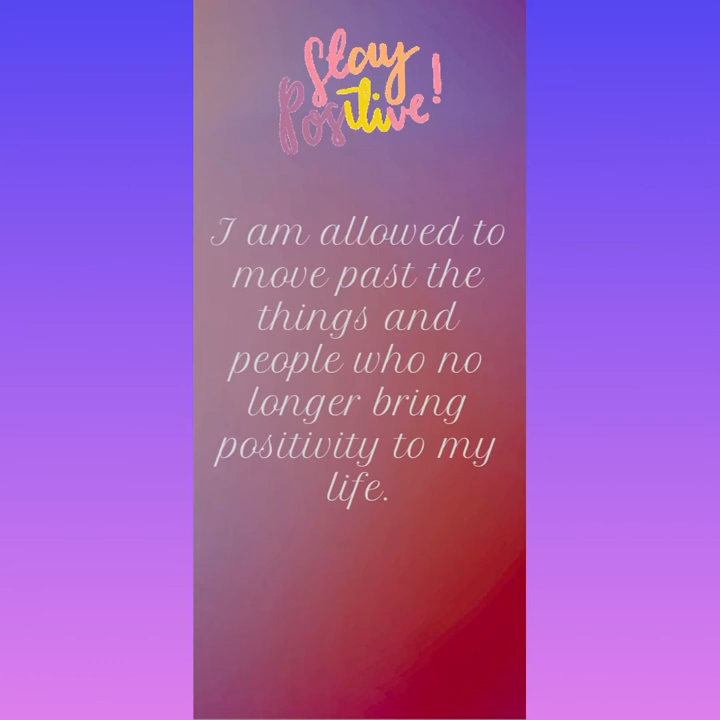 Stay
Positive!
I am allowed to
move past the
things and
people who no
longer bring
positivity to my
life.